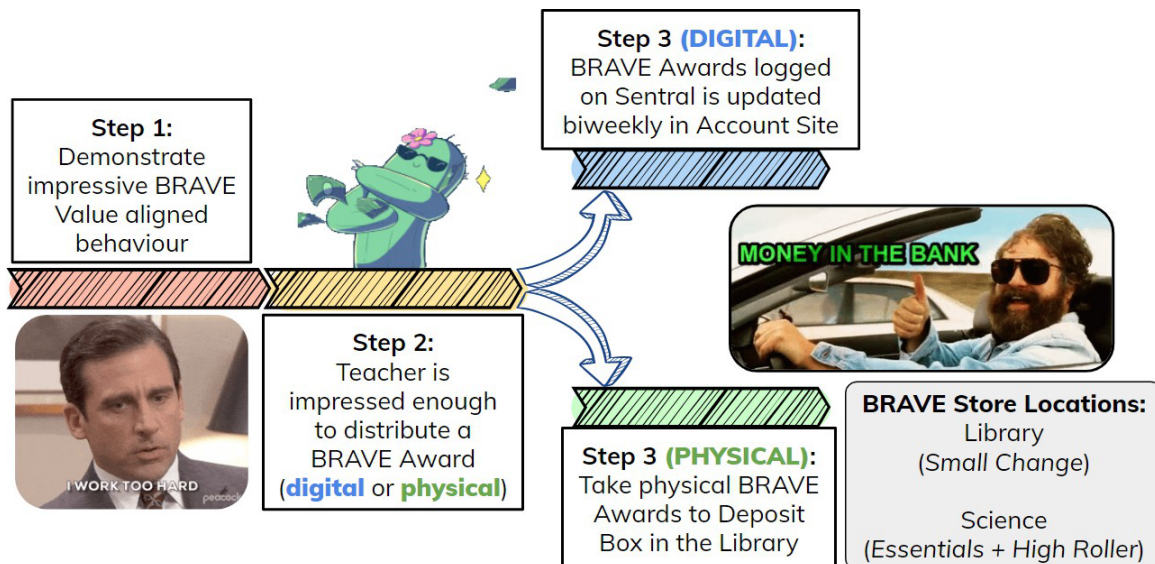 Step 1:
Demonstrate
impressive BRAVE
Value aligned
behaviour
I WORK TOO HARD
peacock
Step 2:
Teacher is
impressed enough
to distribute a
BRAVE Award
(digital or physical)
Step 3 (DIGITAL):
BRAVE Awards logged
on Sentral is updated
biweekly in Account Site
MONEY IN THE BANK
Step 3 (PHYSICAL):
Take physical BRAVE
Awards to Deposit
Box in the Library
BRAVE Store Locations:
Library
(Small Change)
Science
(Essentials + High Roller)